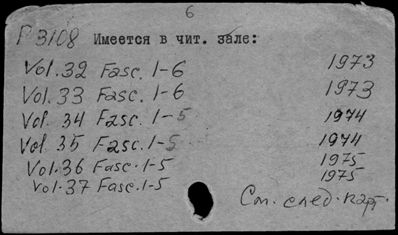 6
P 3108 Имеется в чит. зале:
Vol. 32 Fasc. 1-6 1973
Vol. 33 Fasc. 1-6 1973
Vol. 34 Fasc. 1-5 1974
Vol. 35 Fasc. 1-5 1974
Vol. 36 Fasc. 1-5 1975
Vol. 37 Fasc. 1-5 1975
См. след. карт.